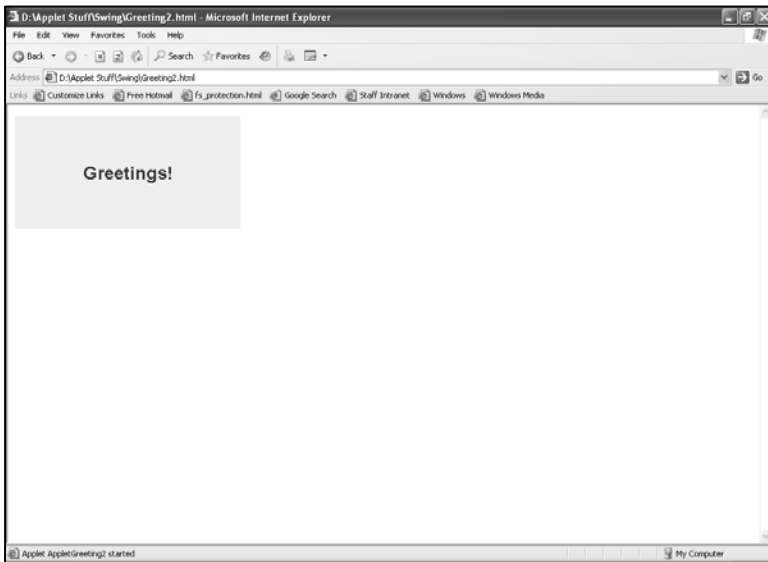 D:\Applet Stuff\Swing\Greeting2.html - Microsoft Internet Explorer
File Edit View Favorites Tools Help
Back Search Favorites
Address D:\Applet Stuff\Swing\Greeting2.html Go
Links Customize Links Free Hotmail fs_protection.html Google Search Staff Intranet Windows Windows Media
Greetings!
Applet AppletGreeting2 started My Computer